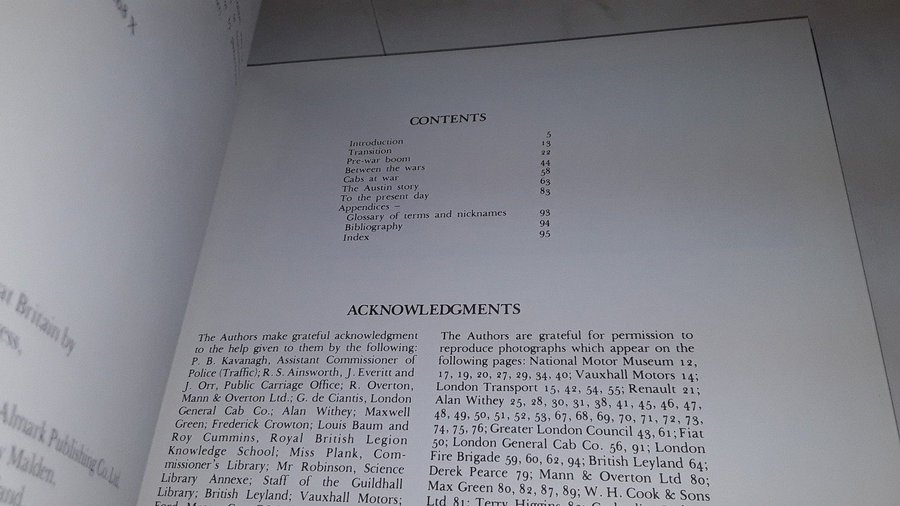 at Britain by
ess,
Almark Publishing Co. Ltd.
Malden.
CONTENTS
Introduction 5
Transition 13
Pre-war boom 22
Between the wars 44
Cabs at war 58
The Austin story 63
To the present day 83
Appendices –
Glossary of terms and nicknames 93
Bibliography 94
Index 95
ACKNOWLEDGMENTS
The Authors make grateful acknowledgment
to the help given to them by the following:
P. B. Kavanagh, Assistant Commissioner of
Police (Traffic); R. S. Ainsworth, J. Everitt and
J. Orr, Public Carriage Office; R. Overton,
Mann & Overton Ltd.; G. de Ciantis, London
General Cab Co.; Alan Withey; Maxwell
Green; Frederick Crowton; Louis Baum and
Roy Cummins, Royal British Legion
Knowledge School; Miss Plank, Com-
missioner's Library; Mr Robinson, Science
Library Annexe; Staff of the Guildhall
Library; British Leyland; Vauxhall Motors;
The Authors are grateful for permission to
reproduce photographs which appear on the
following pages: National Motor Museum 12,
17, 19, 20, 27, 29, 34, 40; Vauxhall Motors 14;
London Transport 15, 42, 54, 55; Renault 21;
Alan Withey 25, 28, 30, 31, 38, 41, 45, 46, 47,
48, 49, 50, 51, 52, 53, 67, 68, 69, 70, 71, 72, 73,
74, 75, 76; Greater London Council 43, 61; Fiat
50; London General Cab Co. 56, 91; London
Fire Brigade 59, 60, 62, 94; British Leyland 64;
Derek Pearce 79; Mann & Overton Ltd 80;
Max Green 80, 82, 87, 89; W. H. Cook & Sons
Ltd 81; Terry Higgins